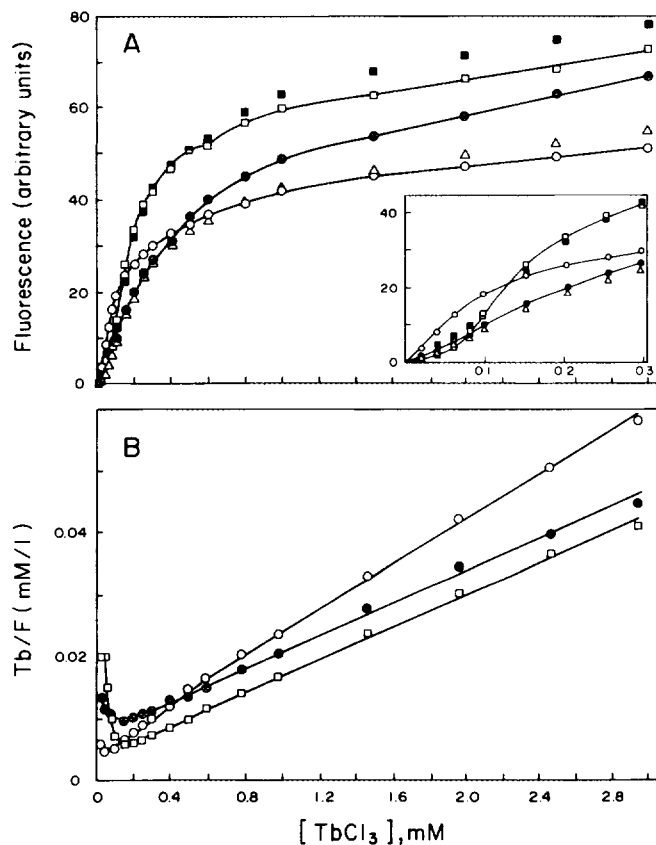 A
Fluorescence (arbitrary units)
80
60
40
20
0
40
20
0
0 1
0 2
0 3
B
Tb/F (mM/l)
0.04
0.02
0
0 0.4 0.8 1.2 1.6 2.0 2.4 2.8
[TbCl₃], mM